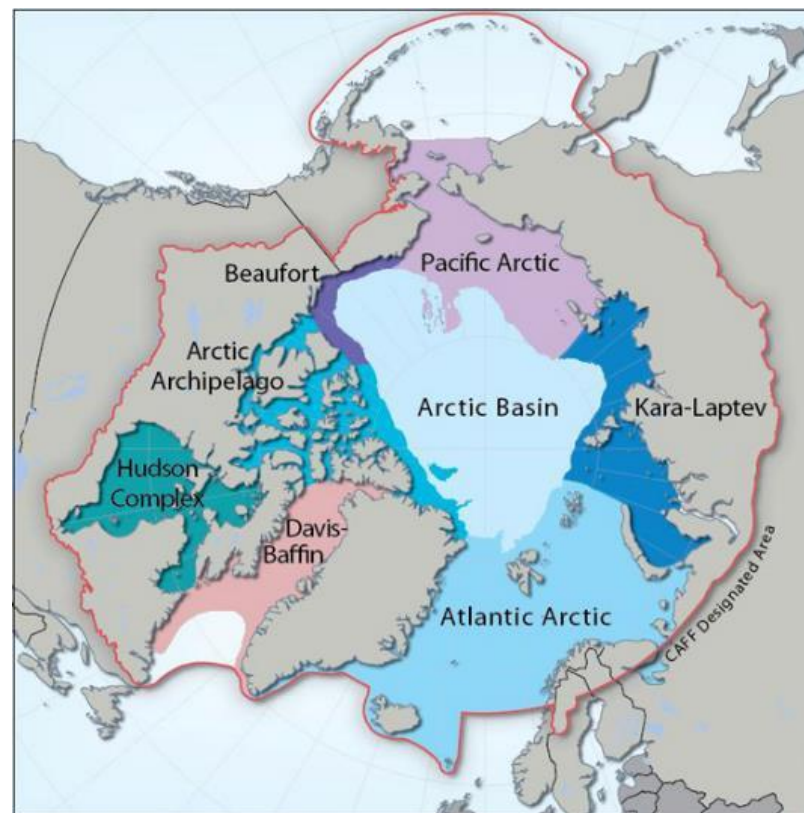 Beaufort
Pacific Arctic
Arctic
Archipelago
Arctic Basin
Kara-Laptev
Hudson
Complex
Davis-
Baffin
Atlantic Arctic
CAFF Designated Area